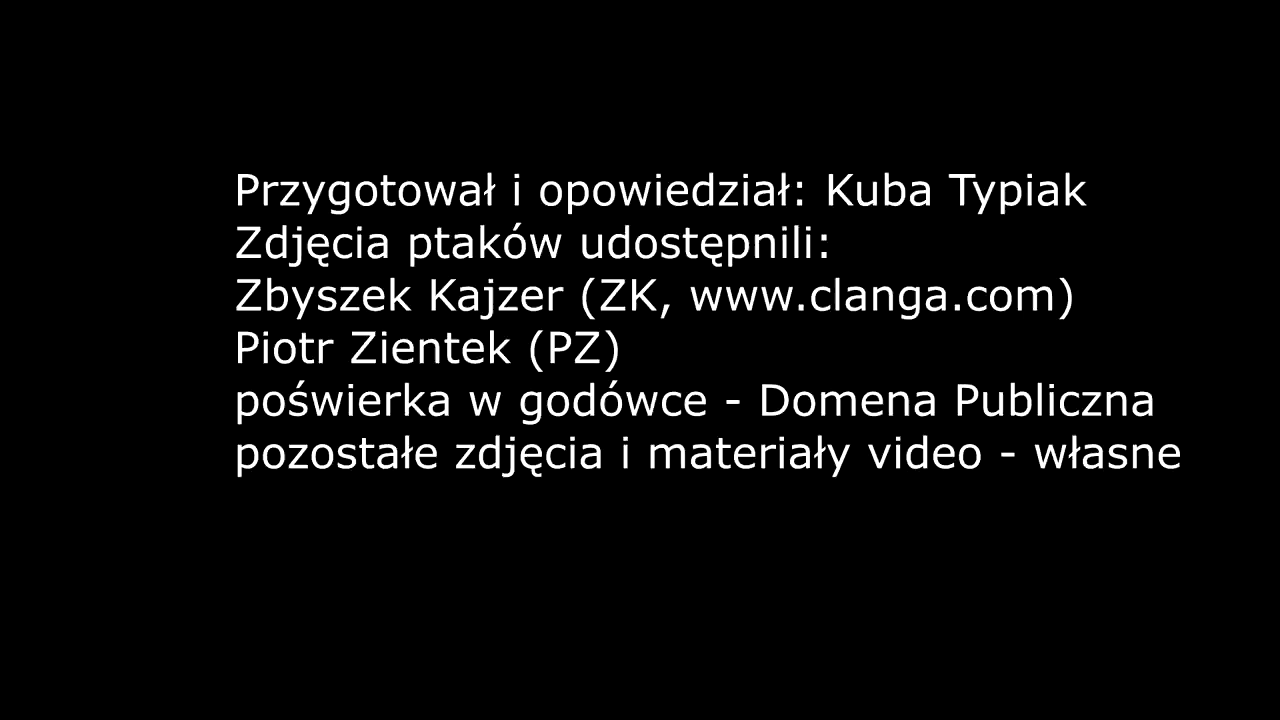 Przygotował i opowiedział: Kuba Typiak
Zdjęcia ptaków udostępnili:
Zbyszek Kajzer (ZK, www.clanga.com)
Piotr Zientek (PZ)
poświerka w godówce - Domena Publiczna
pozostałe zdjęcia i materiały video - własne